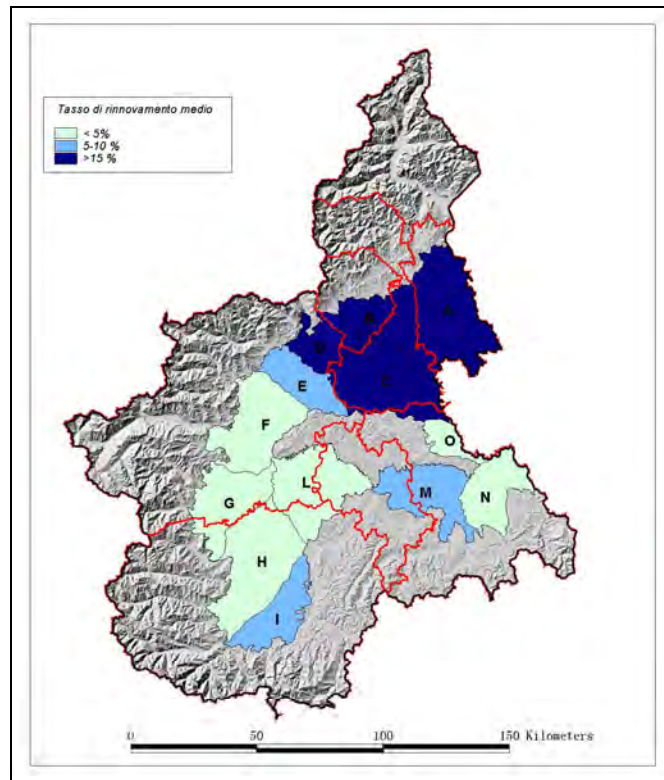 Tasso di rinnovamento medio
< 5%
5-10 %
>15 %
A
B
D
C
E
F
O
L
M
N
G
H
I
0 50 100 150 Kilometers